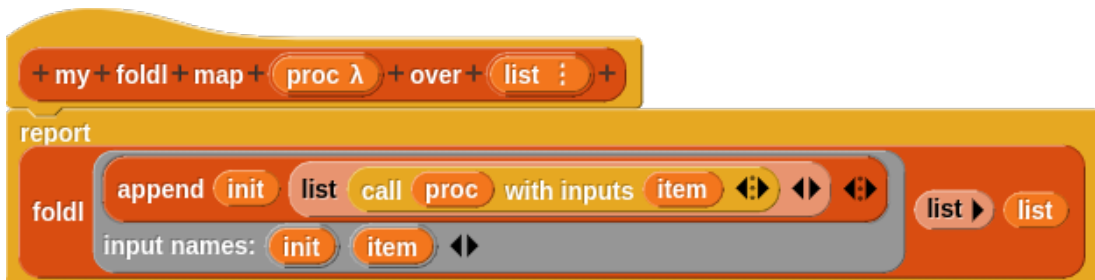 + my + foldl + map + proc λ + over + list ⋮ +
report
append init list call proc with inputs item
foldl list list
input names: init item